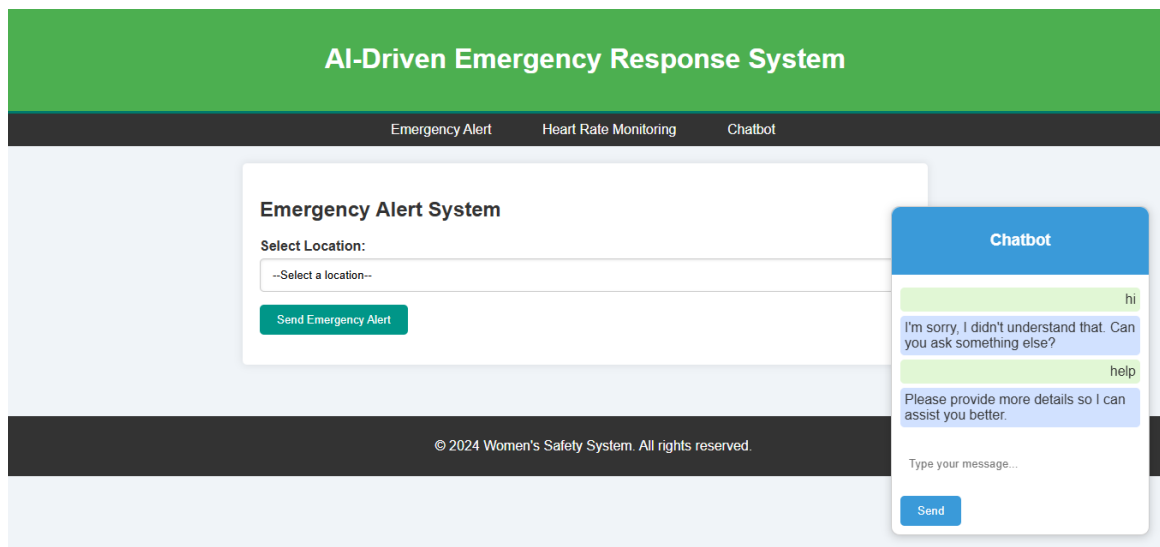 AI-Driven Emergency Response System
Emergency Alert Heart Rate Monitoring Chatbot
Emergency Alert System
Select Location:
--Select a location--
Send Emergency Alert
© 2024 Women's Safety System. All rights reserved.
Chatbot
hi
I'm sorry, I didn't understand that. Can
you ask something else?
help
Please provide more details so I can
assist you better.
Type your message...
Send